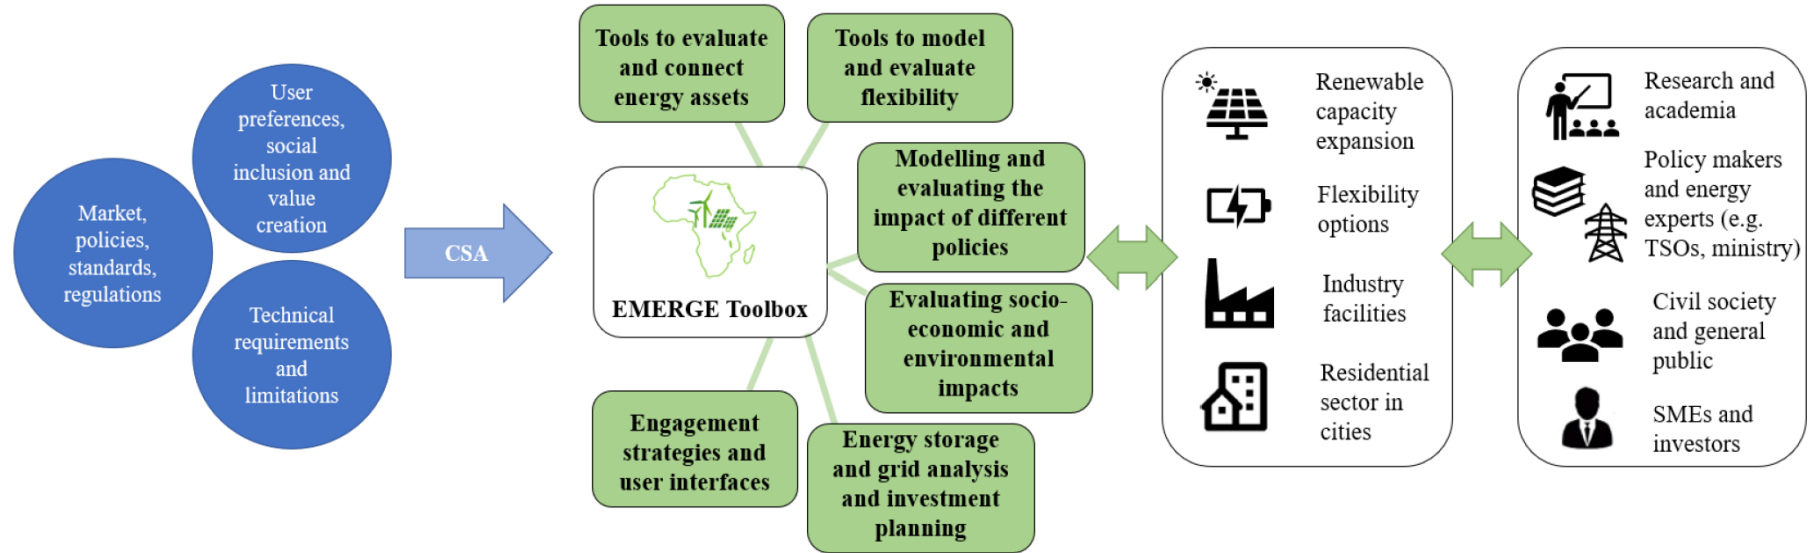 User
preferences,
social
inclusion and
value
creation
Market,
policies,
standards,
regulations
Technical
requirements
and
limitations
CSA
Tools to evaluate
and connect
energy assets
Tools to model
and evaluate
flexibility
Modelling and
evaluating the
impact of different
policies
EMERGE Toolbox
Evaluating socio-
economic and
environmental
impacts
Engagement
strategies and
user interfaces
Energy storage
and grid analysis
and investment
planning
Renewable
capacity
expansion
Flexibility
options
Industry
facilities
Residential
sector in
cities
Research and
academia
Policy makers
and energy
experts (e.g.
TSOs, ministry)
Civil society
and general
public
SMEs and
investors